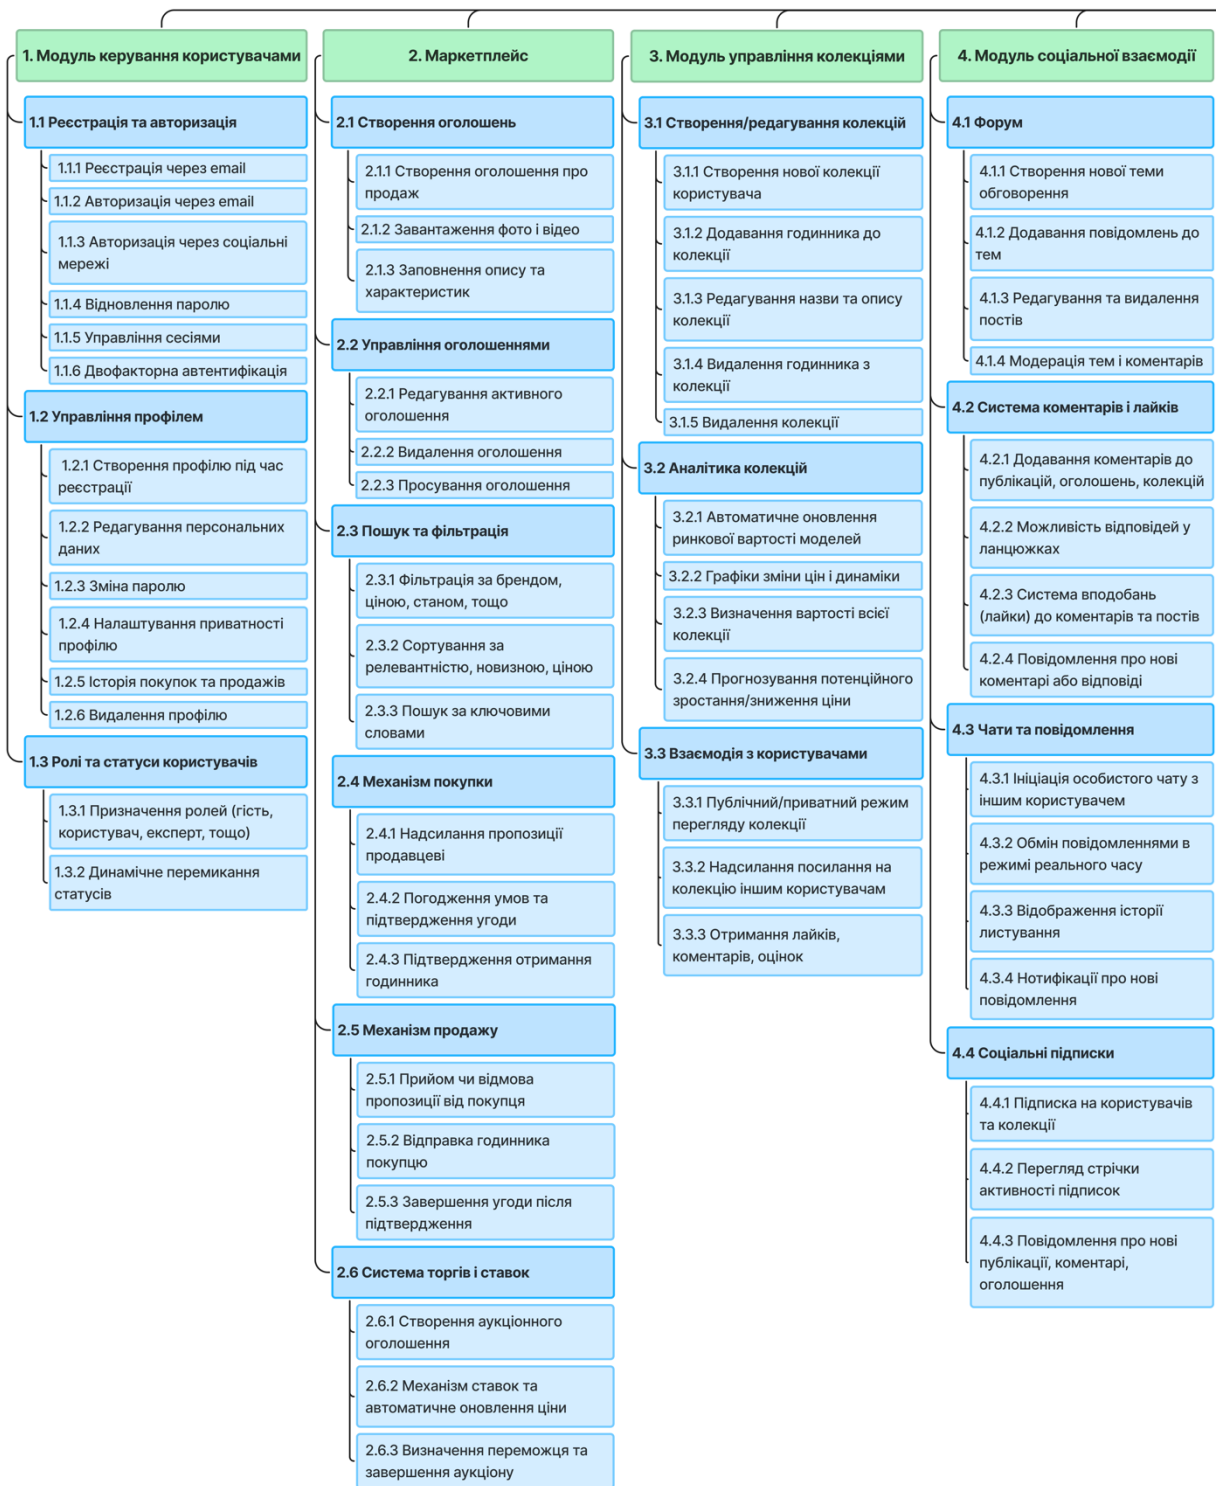 1. Модуль керування користувачами
1.1 Реєстрація та авторизація
1.1.1 Реєстрація через email
1.1.2 Авторизація через email
1.1.3 Авторизація через соціальні
мережі
1.1.4 Відновлення паролю
1.1.5 Управління сесіями
1.1.6 Двофакторна автентифікація
1.2 Управління профілем
1.2.1 Створення профілю під час
реєстрації
1.2.2 Редагування персональних
даних
1.2.3 Зміна паролю
1.2.4 Налаштування приватності
профілю
1.2.5 Історія покупок та продажів
1.2.6 Видалення профілю
1.3 Ролі та статуси користувачів
1.3.1 Призначення ролей (гість,
користувач, експерт, тощо)
1.3.2 Динамічне перемикання
статусів
2. Маркетплейс
2.1 Створення оголошень
2.1.1 Створення оголошення про
продаж
2.1.2 Завантаження фото і відео
2.1.3 Заповнення опису та
характеристик
2.2 Управління оголошеннями
2.2.1 Редагування активного
оголошення
2.2.2 Видалення оголошення
2.2.3 Просування оголошення
2.3 Пошук та фільтрація
2.3.1 Фільтрація за брендом,
ціною, станом, тощо
2.3.2 Сортування за
релевантністю, новизною, ціною
2.3.3 Пошук за ключовими
словами
2.4 Механізм покупки
2.4.1 Надсилання пропозиції
продавцеві
2.4.2 Погодження умов та
підтвердження угоди
2.4.3 Підтвердження отримання
годинника
2.5 Механізм продажу
2.5.1 Прийом чи відмова
пропозиції від покупця
2.5.2 Відправка годинника
покупцю
2.5.3 Завершення угоди після
підтвердження
2.6 Система торгів і ставок
2.6.1 Створення аукціонного
оголошення
2.6.2 Механізм ставок та
автоматичне оновлення ціни
2.6.3 Визначення переможця та
завершення аукціону
3. Модуль управління колекціями
3.1 Створення/редагування колекцій
3.1.1 Створення нової колекції
користувача
3.1.2 Додавання годинника до
колекції
3.1.3 Редагування назви та опису
колекції
3.1.4 Видалення годинника з
колекції
3.1.5 Видалення колекції
3.2 Аналітика колекцій
3.2.1 Автоматичне оновлення
ринкової вартості моделей
3.2.2 Графіки зміни цін і динаміки
3.2.3 Визначення вартості всієї
колекції
3.2.4 Прогнозування потенційного
зростання/зниження ціни
3.3 Взаємодія з користувачами
3.3.1 Публічний/приватний режим
перегляду колекції
3.3.2 Надсилання посилання на
колекцію іншим користувачам
3.3.3 Отримання лайків,
коментарів, оцінок
4. Модуль соціальної взаємодії
4.1 Форум
4.1.1 Створення нової теми
обговорення
4.1.2 Додавання повідомлень до
тем
4.1.3 Редагування та видалення
постів
4.1.4 Модерація тем і коментарів
4.2 Система коментарів і лайків
4.2.1 Додавання коментарів до
публікацій, оголошень, колекцій
4.2.2 Можливість відповідей у
ланцюжках
4.2.3 Система вподобань
(лайки) до коментарів та постів
4.2.4 Повідомлення про нові
коментарі або відповіді
4.3 Чати та повідомлення
4.3.1 Ініціація особистого чату з
іншим користувачем
4.3.2 Обмін повідомленнями в
режимі реального часу
4.3.3 Відображення історії
листування
4.3.4 Нотифікації про нові
повідомлення
4.4 Соціальні підписки
4.4.1 Підписка на користувачів
та колекції
4.4.2 Перегляд стрічки
активності підписок
4.4.3 Повідомлення про нові
публікації, коментарі,
оголошення